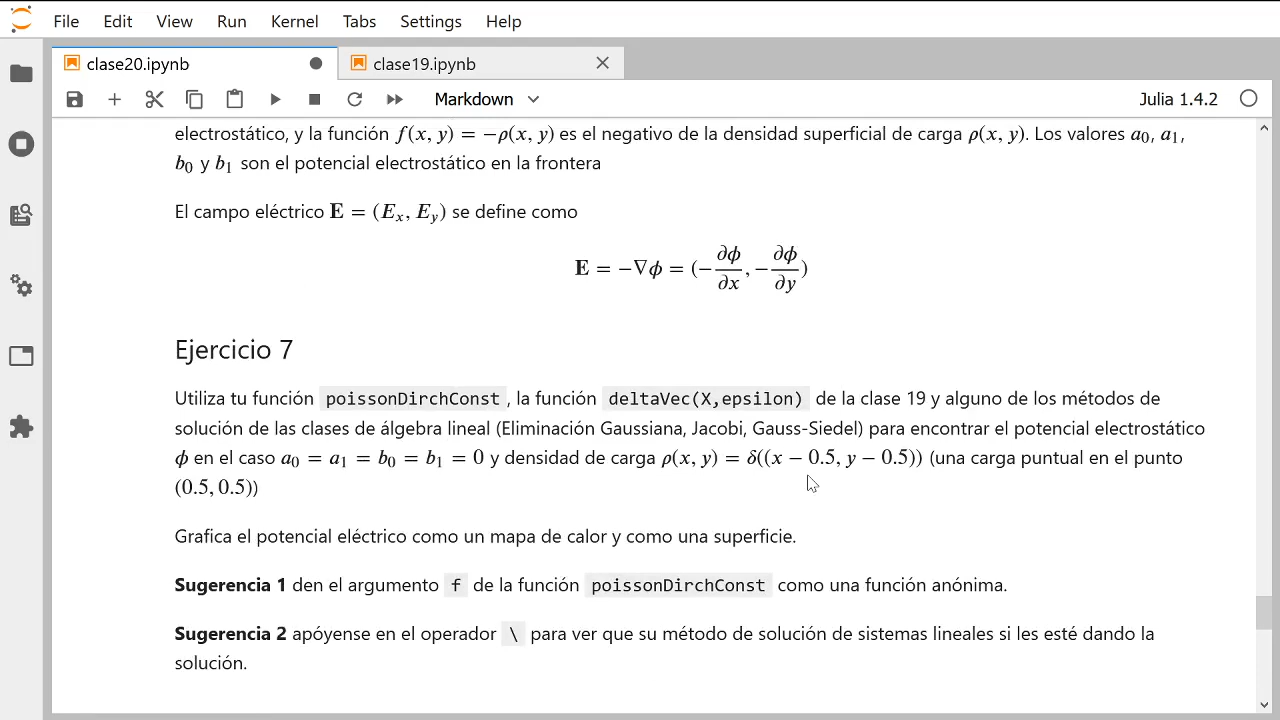 File Edit View Run Kernel Tabs Settings Help
clase20.ipynb clase19.ipynb
Markdown Julia 1.4.2
electrostático, y la función f(x, y) = −ρ(x, y) es el negativo de la densidad superficial de carga ρ(x, y). Los valores a₀, a₁,
b₀ y b₁ son el potencial electrostático en la frontera
El campo eléctrico E = (Eₓ, E_y) se define como
E = −∇ϕ = (−∂ϕ/∂x, −∂ϕ/∂y)
Ejercicio 7
Utiliza tu función poissonDirchConst , la función deltaVec(X,epsilon) de la clase 19 y alguno de los métodos de
solución de las clases de álgebra lineal (Eliminación Gaussiana, Jacobi, Gauss-Siedel) para encontrar el potencial electrostático
ϕ en el caso a₀ = a₁ = b₀ = b₁ = 0 y densidad de carga ρ(x, y) = δ((x − 0.5, y − 0.5)) (una carga puntual en el punto
(0.5, 0.5))
Grafica el potencial eléctrico como un mapa de calor y como una superficie.
Sugerencia 1 den el argumento f de la función poissonDirchConst como una función anónima.
Sugerencia 2 apóyense en el operador \ para ver que su método de solución de sistemas lineales si les esté dando la
solución.